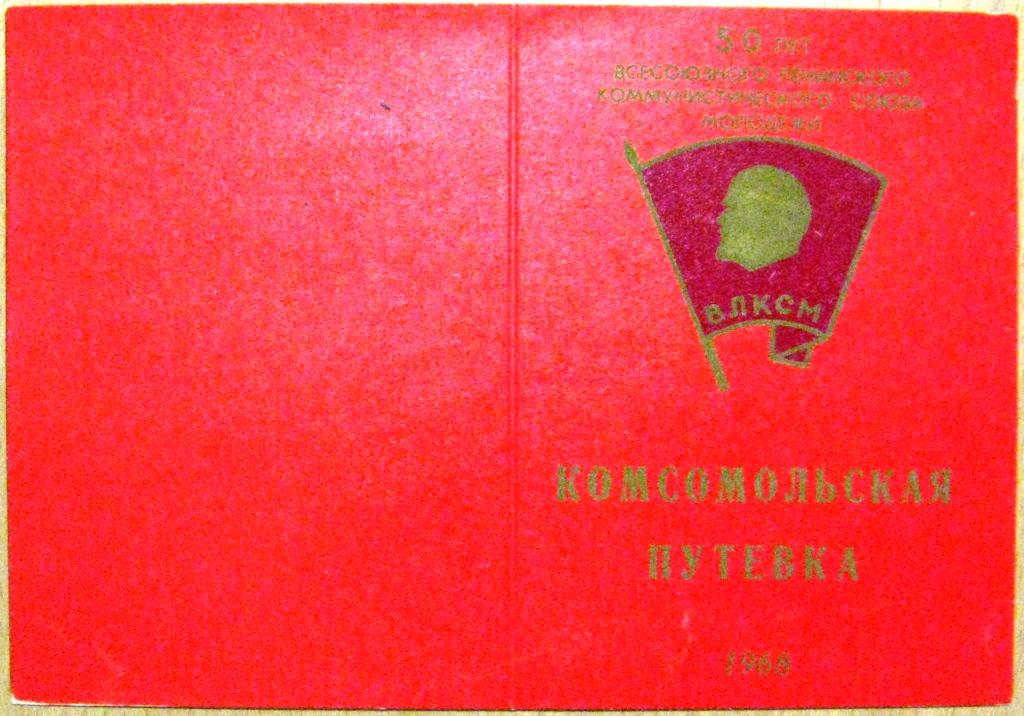 50 ЛЕТ
ВСЕСОЮЗНОГО ЛЕНИНСКОГО
КОММУНИСТИЧЕСКОГО СОЮЗА
МОЛОДЕЖИ
ВЛКСМ
КОМСОМОЛЬСКАЯ
ПУТЕВКА
1968